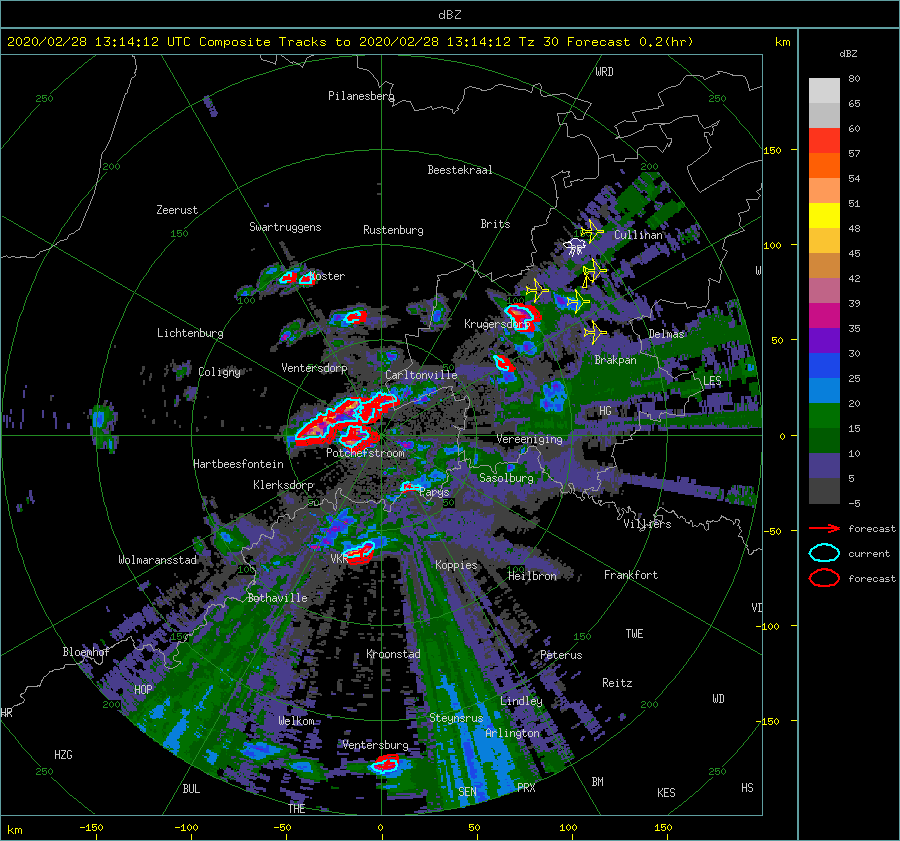 dBZ
2020/02/28 13:14:12 UTC Composite Tracks to 2020/02/28 13:14:12 Tz 30 Forecast 0.2(hr)
km
dBZ
WRD
80
250
Pilanesberg
250
65
60
150
57
200
Beestekraal
200
54
Zeerust
51
Swartruggens
Rustenburg
Brits
150
Cullinan
48
100
45
Koster
W
42
100
100
39
Krugersdorp
Lichtenburg
Delmas
35
50
Ventersdorp
Brakpan
30
Coligny
Carltonville
LES
25
HG
20
15
0
Vereeniging
Potchefstroom
10
Hartbeesfontein
Sasolburg
5
Klerksdorp
Parys
50
50
-5
Villiers
forecast
-50
current
Wolmaransstad
VKR
Koppies
100
Heilbron
100
Frankfort
forecast
Bothaville
VI
-100
150
150
TWE
Bloemhof
Kroonstad
Peterus
HOP
Reitz
HR
200
Lindley
200
WD
Welkom
Steynsrus
-150
Arlington
Ventersburg
HZG
250
250
BUL
SEN
PRX
BM
KES
HS
THE
km
-150
-100
-50
0
50
100
150